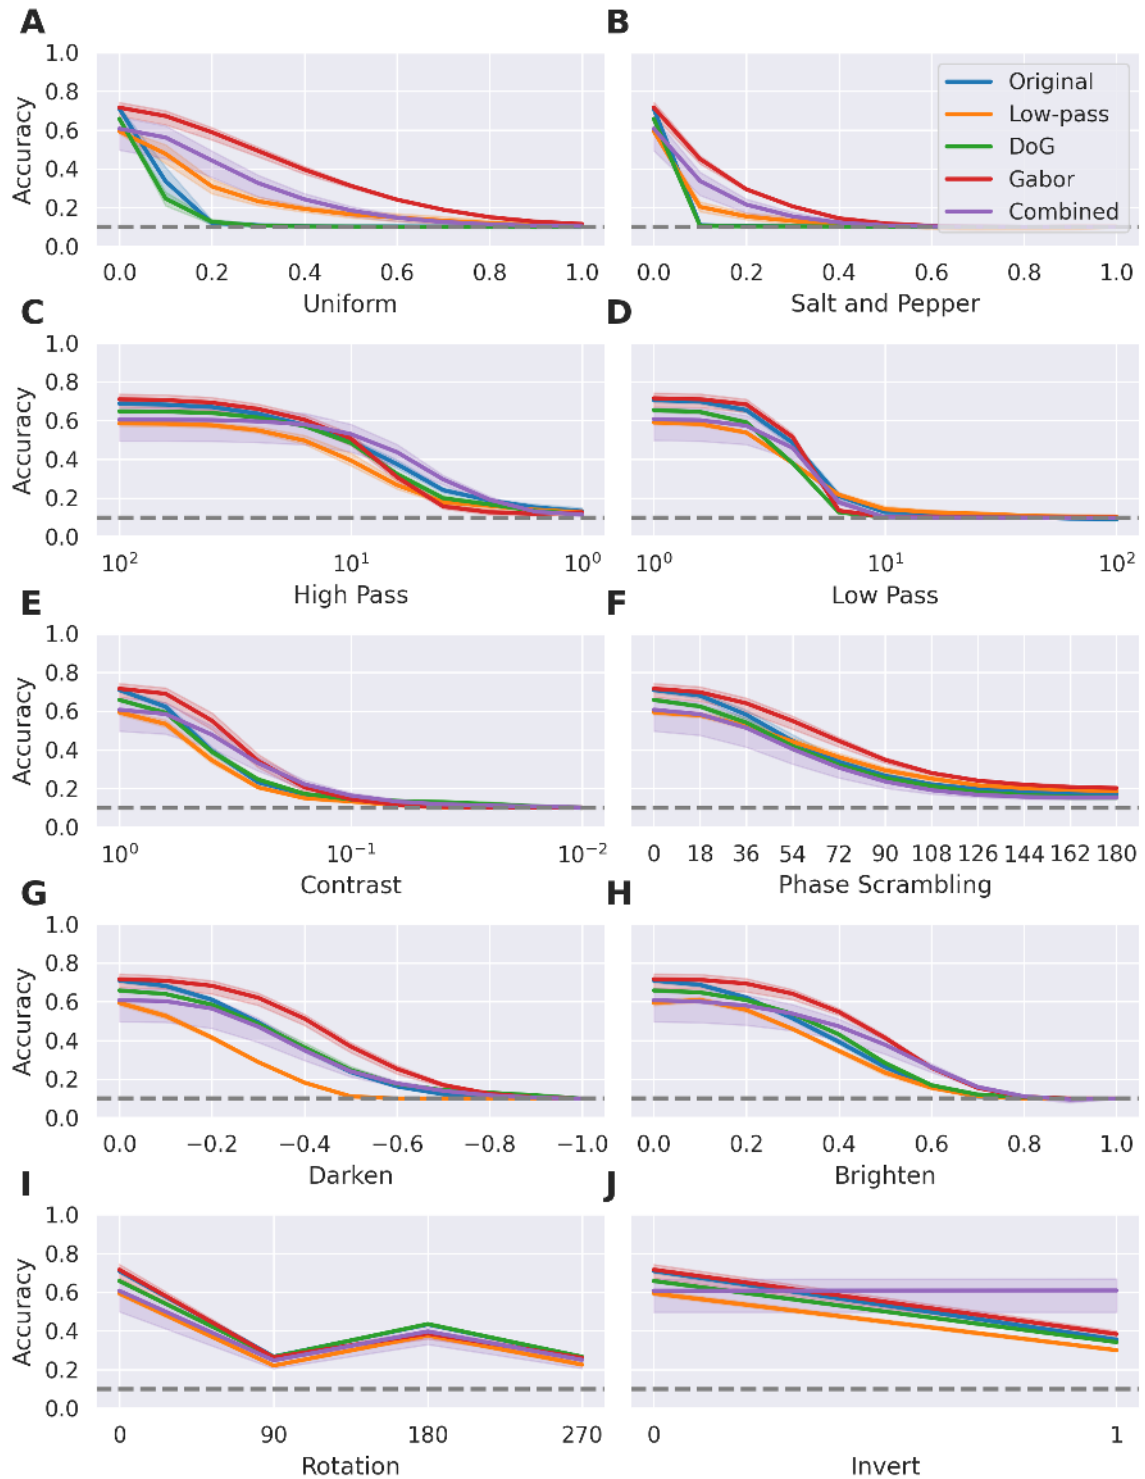 A B
1.0
0.8
0.6
0.4
0.2
0.0
Accuracy
0.0 0.2 0.4 0.6 0.8 1.0
Uniform
Original
Low-pass
DoG
Gabor
Combined
0.0 0.2 0.4 0.6 0.8 1.0
Salt and Pepper
C D
1.0
0.8
0.6
0.4
0.2
0.0
Accuracy
10² 10¹ 10⁰
High Pass
10⁰ 10¹ 10²
Low Pass
E F
1.0
0.8
0.6
0.4
0.2
0.0
Accuracy
10⁰ 10⁻¹ 10⁻²
Contrast
0 18 36 54 72 90 108 126 144 162 180
Phase Scrambling
G H
1.0
0.8
0.6
0.4
0.2
0.0
Accuracy
0.0 −0.2 −0.4 −0.6 −0.8 −1.0
Darken
0.0 0.2 0.4 0.6 0.8 1.0
Brighten
I J
1.0
0.8
0.6
0.4
0.2
0.0
Accuracy
0 90 180 270
Rotation
0 1
Invert